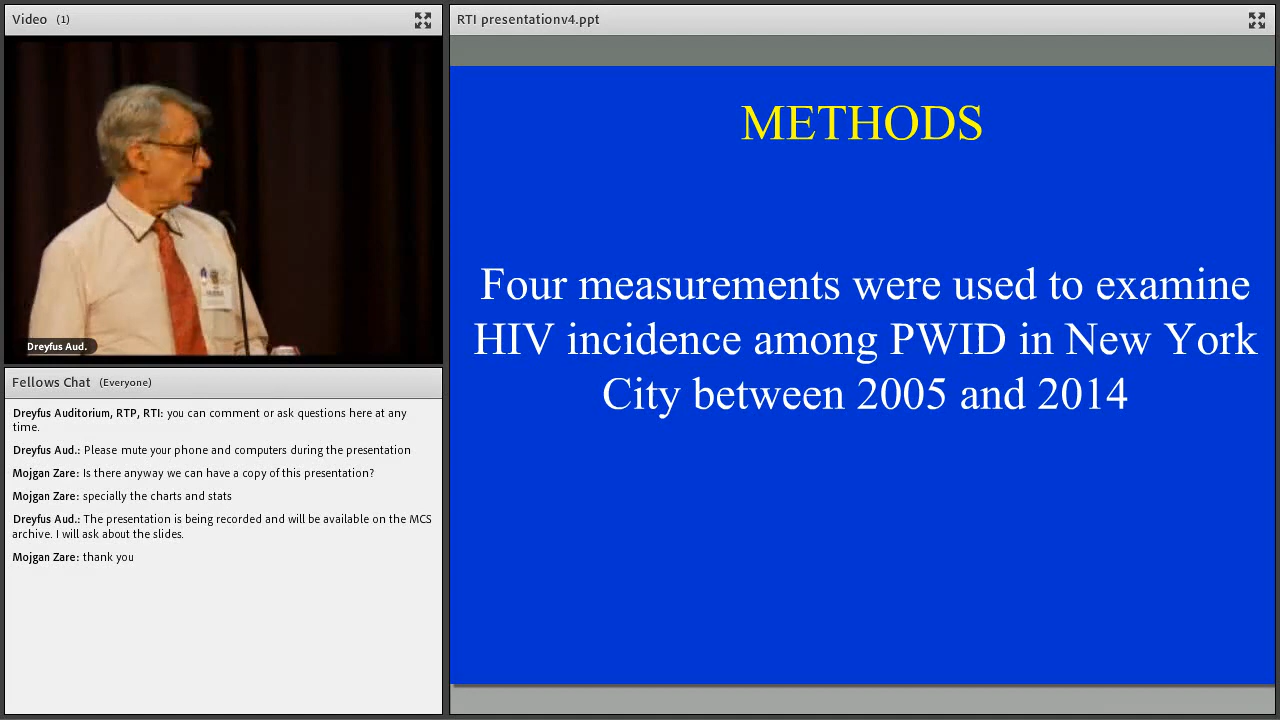 Video (1)
Dreyfus Aud.
Fellows Chat (Everyone)
Dreyfus Auditorium, RTP, RTI: you can comment or ask questions here at any
time.
Dreyfus Aud.: Please mute your phone and computers during the presentation
Mojgan Zare: Is there anyway we can have a copy of this presentation?
Mojgan Zare: specially the charts and stats
Dreyfus Aud.: The presentation is being recorded and will be available on the MCS
archive. I will ask about the slides.
Mojgan Zare: thank you
RTI presentationv4.ppt
METHODS
Four measurements were used to examine
HIV incidence among PWID in New York
City between 2005 and 2014